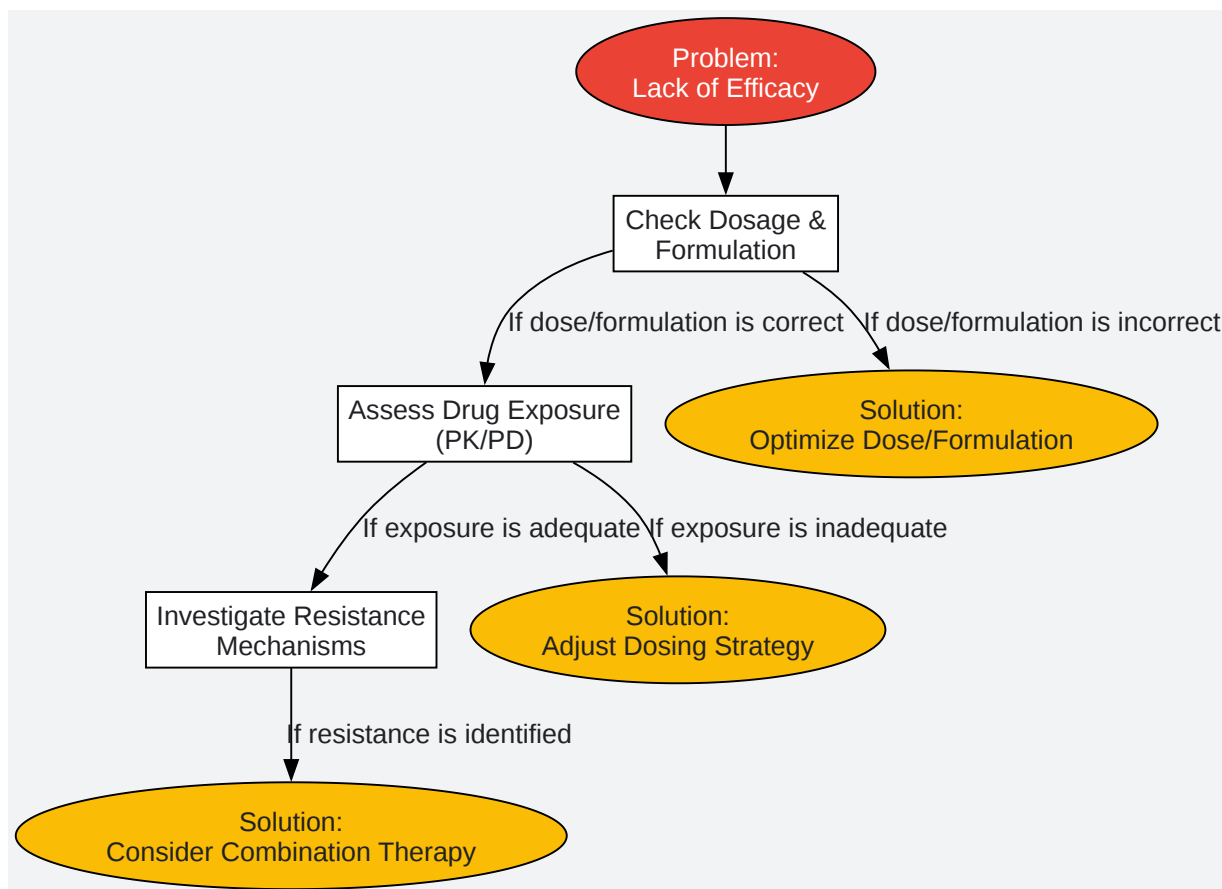 Problem:
Lack of Efficacy
Check Dosage &
Formulation
If dose/formulation is correct
If dose/formulation is incorrect
Assess Drug Exposure
(PK/PD)
Solution:
Optimize Dose/Formulation
If exposure is adequate
If exposure is inadequate
Investigate Resistance
Mechanisms
Solution:
Adjust Dosing Strategy
If resistance is identified
Solution:
Consider Combination Therapy